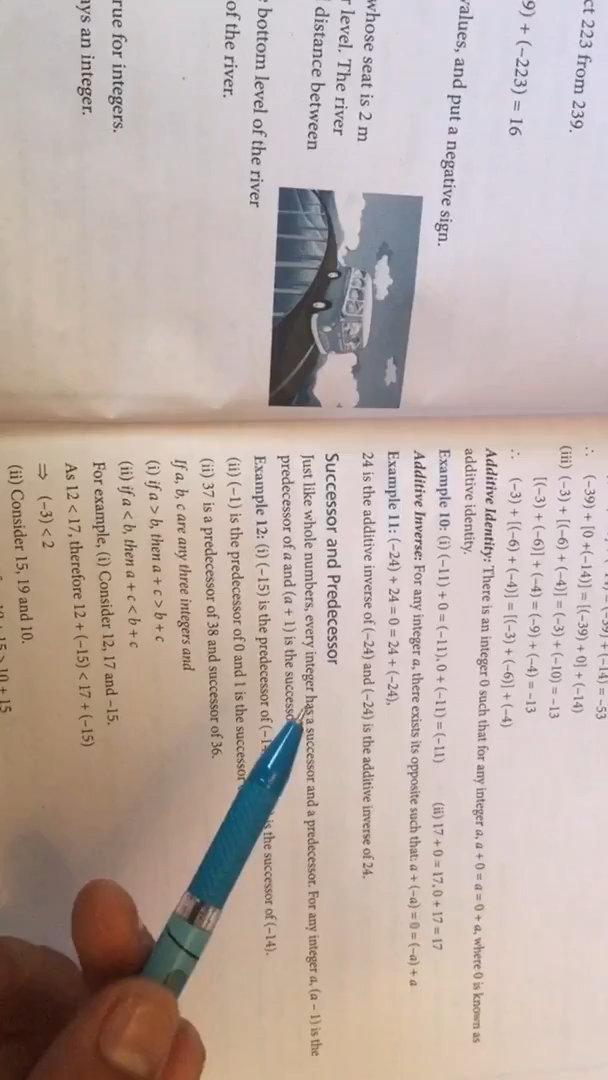 ct 223 from 239.
9) + (−223) = 16
values, and put a negative sign.
whose seat is 2 m
r level. The river
distance between
bottom level of the river
of the river.
rue for integers.
ays an integer.
+ (−14) = −53
∴ (−39) + [0 + (−14)] = [(−39) + 0] + (−14)
(iii) (−3) + [(−6) + (−4)] = (−3) + (−10) = −13
[(−3) + (−6)] + (−4) = (−9) + (−4) = −13
∴ (−3) + [(−6) + (−4)] = [(−3) + (−6)] + (−4)
Additive Identity: There is an integer 0 such that for any integer a, a + 0 = a = 0 + a, where 0 is known as
additive identity.
Example 10: (i) (−11) + 0 = (−11), 0 + (−11) = (−11) (ii) 17 + 0 = 17, 0 + 17 = 17
Additive Inverse: For any integer a, there exists its opposite such that: a + (−a) = 0 = (−a) + a
Example 11: (−24) + 24 = 0 = 24 + (−24),
24 is the additive inverse of (−24) and (−24) is the additive inverse of 24.
Successor and Predecessor
Just like whole numbers, every integer has a successor and a predecessor. For any integer a, (a − 1) is the
predecessor of a and (a + 1) is the successo
Example 12: (i) (−15) is the predecessor of (−1 is the successor of (−14).
(ii) (−1) is the predecessor of 0 and 1 is the successor
(ii) 37 is a predecessor of 38 and successor of 36.
If a, b, c are any three integers and
(i) if a > b, then a + c > b + c
(ii) if a < b, then a + c < b + c
For example, (i) Consider 12, 17 and −15.
As 12 < 17, therefore 12 + (−15) < 17 + (−15)
⇒ (−3) < 2
(ii) Consider 15, 19 and 10.
15 > 10 + 15